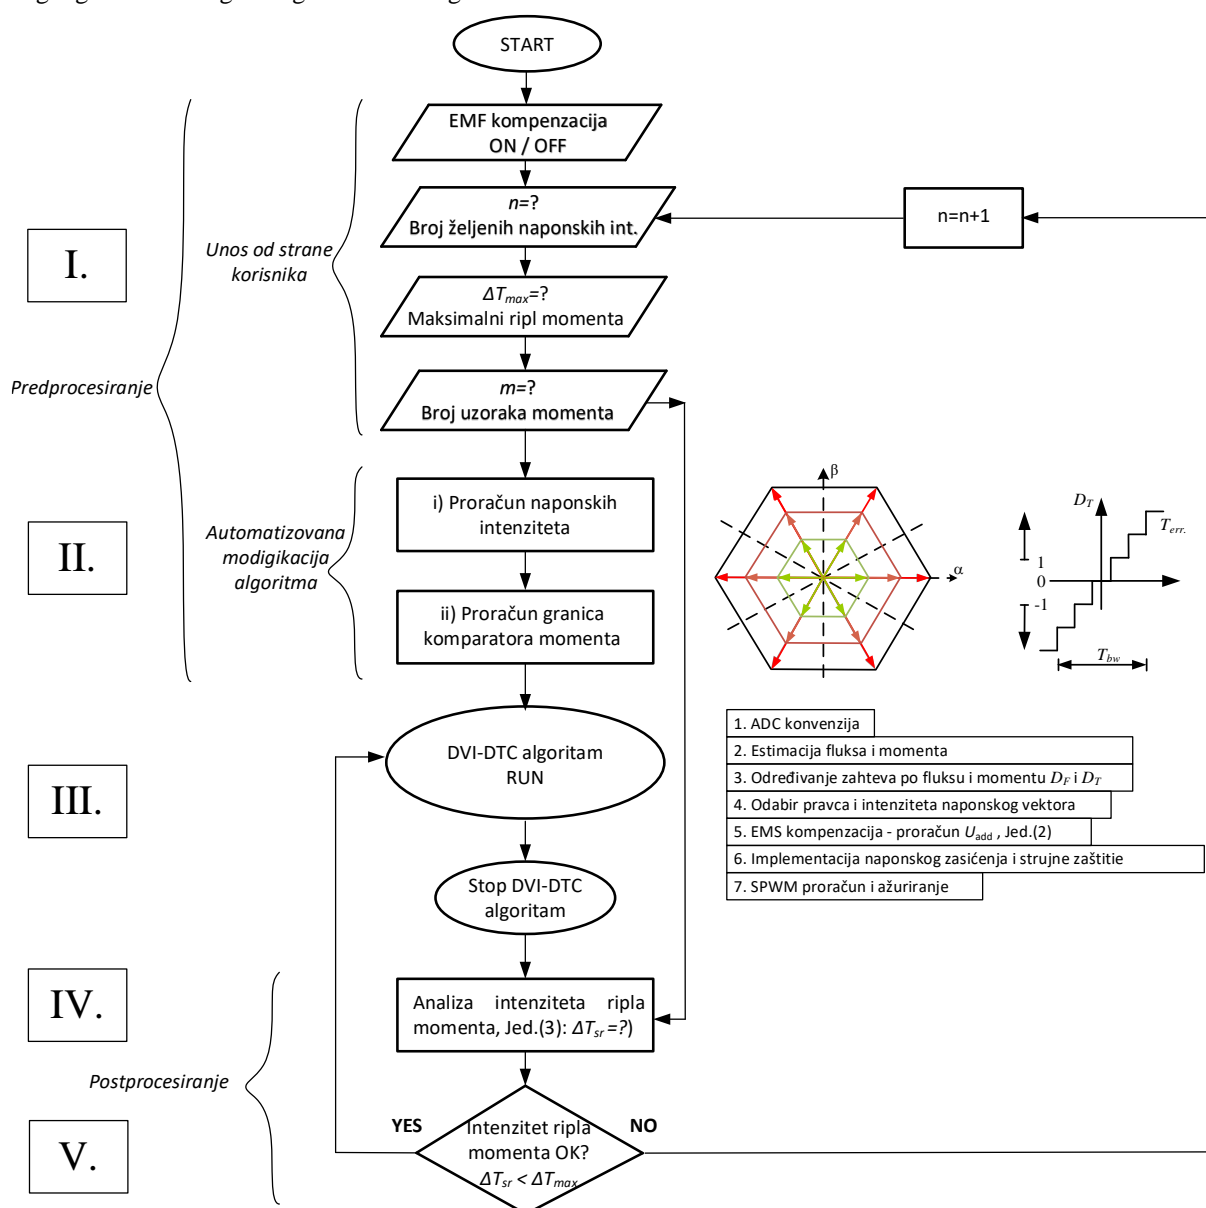 START
EMF kompenzacija
ON / OFF
n=?
Broj željenih naponskih int.
n=n+1
I.
Unos od strane
korisnika
ΔTmax=?
Maksimalni ripl momenta
Predprocesiranje
m=?
Broj uzoraka momenta
II.
Automatizovana
modigikacija
algoritma
i) Proračun naponskih
intenziteta
ii) Proračun granica
komparatora momenta
β
α
DT
Terr.
1
0
-1
Tbw
III.
DVI-DTC algoritam
RUN
1. ADC konvenzija
2. Estimacija fluksa i momenta
3. Određivanje zahteva po fluksu i momentu DF i DT
4. Odabir pravca i intenziteta naponskog vektora
5. EMS kompenzacija - proračun Uadd , Jed.(2)
6. Implementacija naponskog zasićenja i strujne zaštitie
7. SPWM proračun i ažuriranje
Stop DVI-DTC
algoritam
IV.
Analiza intenziteta ripla
momenta, Jed.(3): ΔTsr=?)
Postprocesiranje
V.
YES
NO
Intenzitet ripla
momenta OK?
ΔTsr < ΔTmax